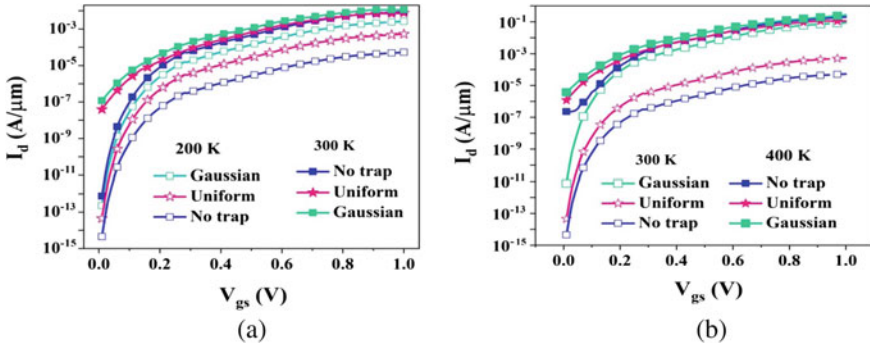 I_d (A/μm)
10^-3
10^-5
10^-7
10^-9
10^-11
10^-13
10^-15
200 K
300 K
Gaussian
No trap
Uniform
Uniform
No trap
Gaussian
0.0 0.2 0.4 0.6 0.8 1.0
V_gs (V)
(a)
I_d (A/μm)
10^-1
10^-3
10^-5
10^-7
10^-9
10^-11
10^-13
10^-15
300 K
400 K
Gaussian
No trap
Uniform
Uniform
No trap
Gaussian
0.0 0.2 0.4 0.6 0.8 1.0
V_gs (V)
(b)